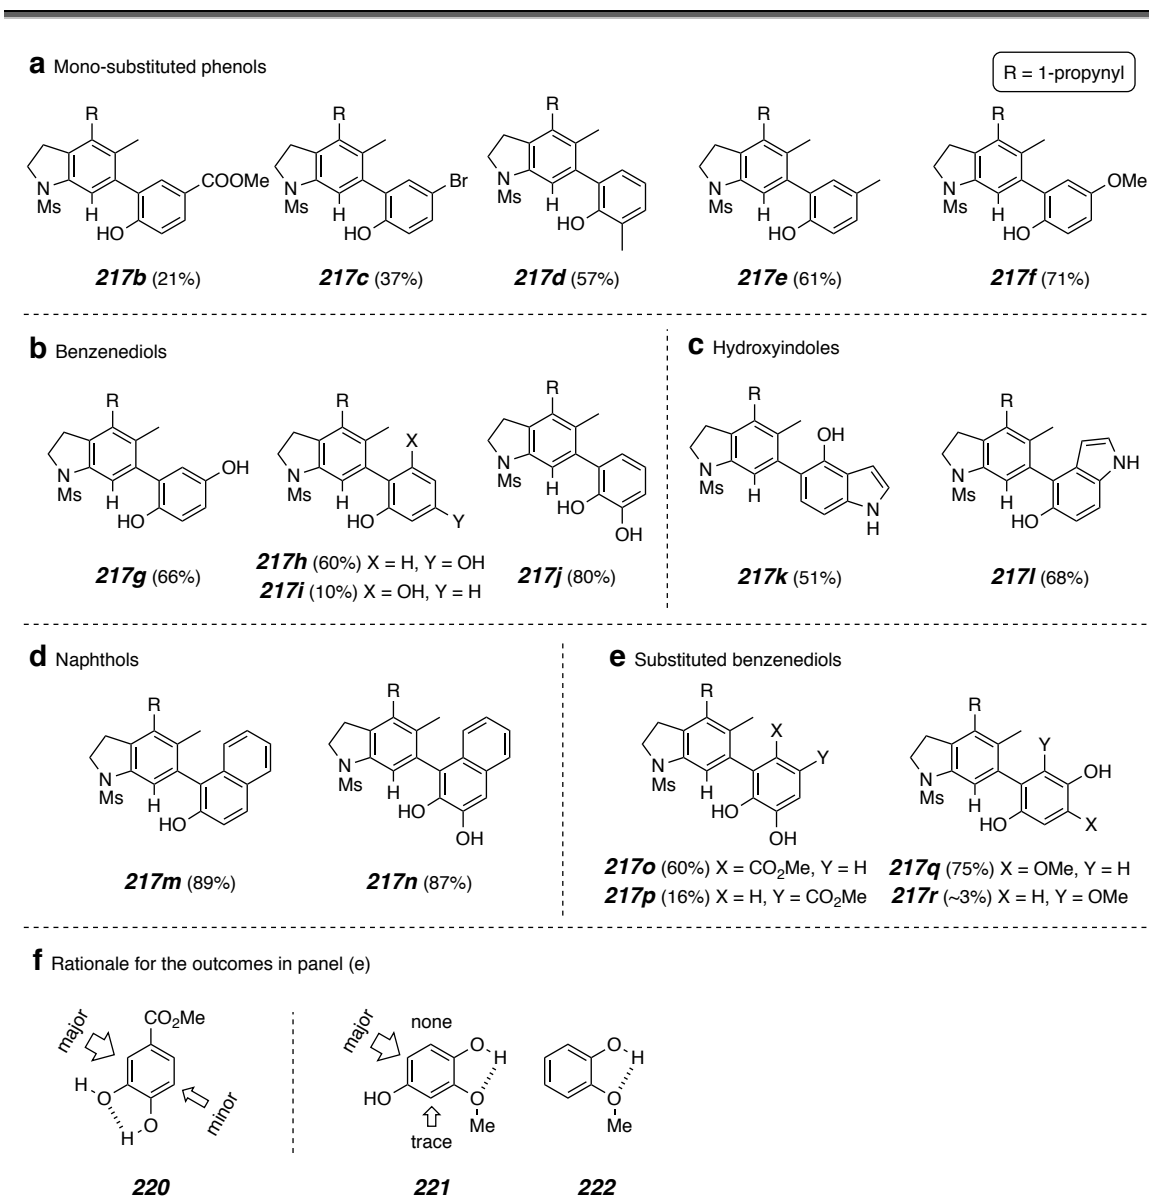 a Mono-substituted phenols
R = 1-propynyl
R
N
Ms
H
HO
COOMe
217b (21%)
R
N
Ms
H
HO
Br
217c (37%)
R
N
Ms
H
HO
217d (57%)
R
N
Ms
H
HO
217e (61%)
R
N
Ms
H
HO
OMe
217f (71%)
b Benzenediols
R
N
Ms
H
HO
OH
217g (66%)
R
X
N
Ms
H
HO
Y
217h (60%) X = H, Y = OH
217i (10%) X = OH, Y = H
R
N
Ms
H
HO
OH
217j (80%)
c Hydroxyindoles
R
OH
N
Ms
H
N
H
217k (51%)
R
N
Ms
H
NH
HO
217l (68%)
d Naphthols
R
N
Ms
H
HO
217m (89%)
R
N
Ms
H
HO
OH
217n (87%)
e Substituted benzenediols
R
X
Y
N
Ms
H
HO
OH
217o (60%) X = CO2Me, Y = H
217p (16%) X = H, Y = CO2Me
R
Y
OH
N
Ms
H
HO
X
217q (75%) X = OMe, Y = H
217r (~3%) X = H, Y = OMe
f Rationale for the outcomes in panel (e)
major
CO2Me
H
O
H
O
minor
220
major
none
O
H
HO
O
Me
trace
221
O
H
O
Me
222